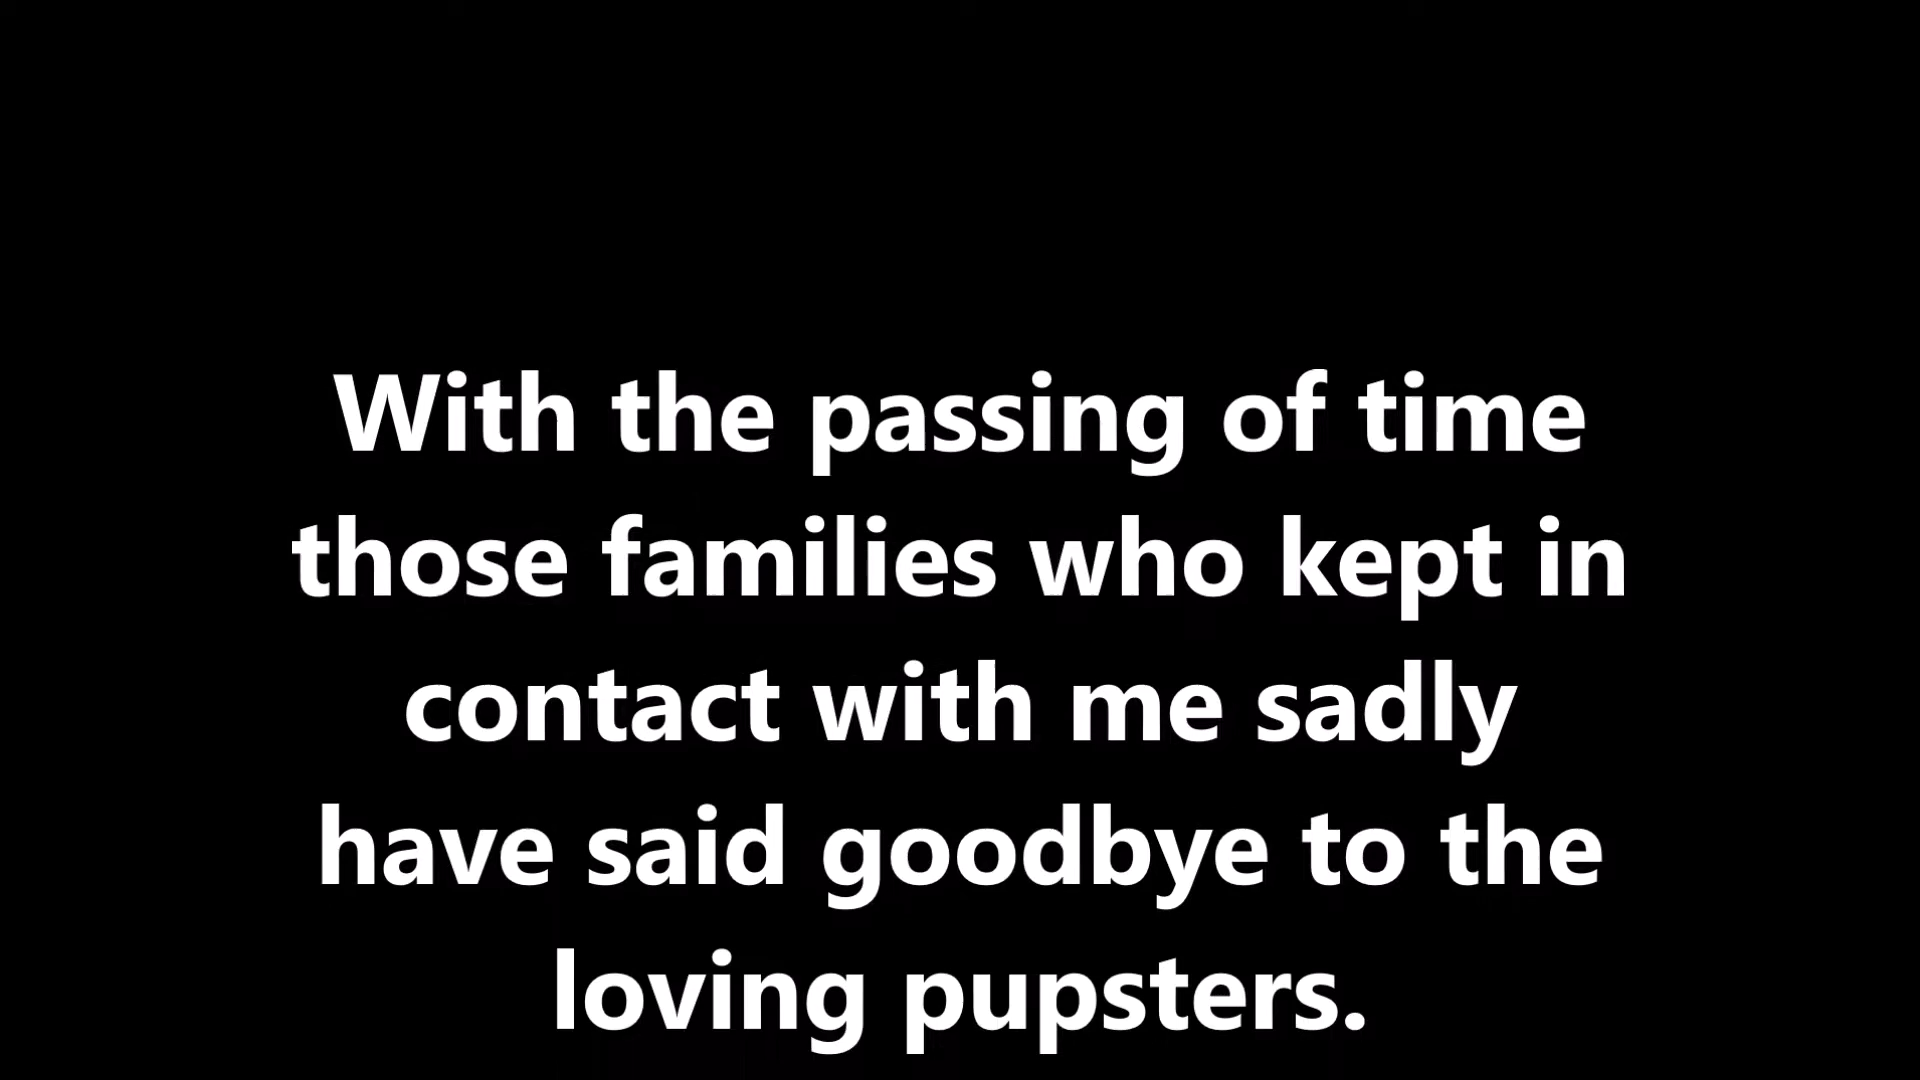 With the passing of time
those families who kept in
contact with me sadly
have said goodbye to the
loving pupsters.